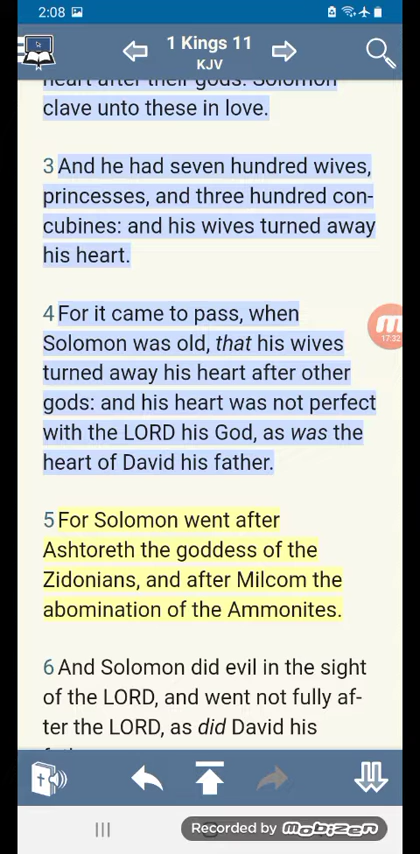 2:08
1 Kings 11
KJV
heart after their gods: Solomon
clave unto these in love.
3 And he had seven hundred wives,
princesses, and three hundred con-
cubines: and his wives turned away
his heart.
4 For it came to pass, when
Solomon was old, that his wives
turned away his heart after other
gods: and his heart was not perfect
with the LORD his God, as was the
heart of David his father.
17:32
5 For Solomon went after
Ashtoreth the goddess of the
Zidonians, and after Milcom the
abomination of the Ammonites.
6 And Solomon did evil in the sight
of the LORD, and went not fully af-
ter the LORD, as did David his
Recorded by mobizen